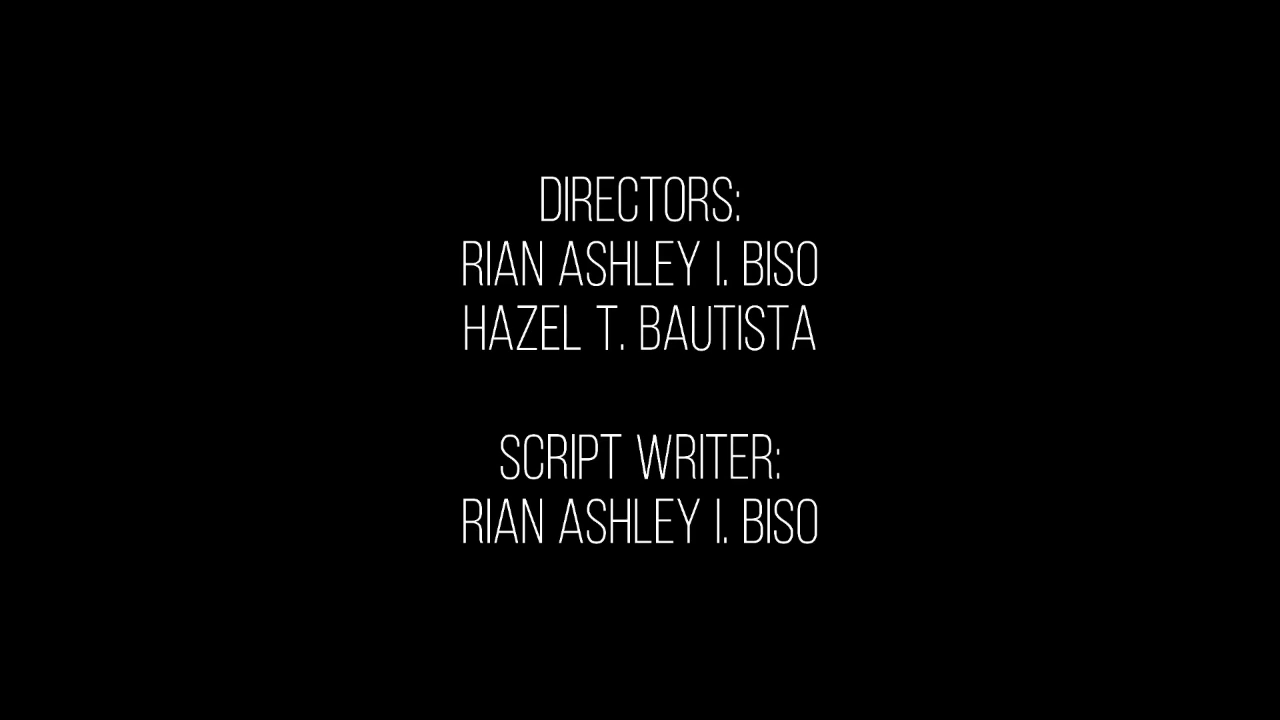 DIRECTORS:
RIAN ASHLEY I. BISO
HAZEL T. BAUTISTA
SCRIPT WRITER:
RIAN ASHLEY I. BISO